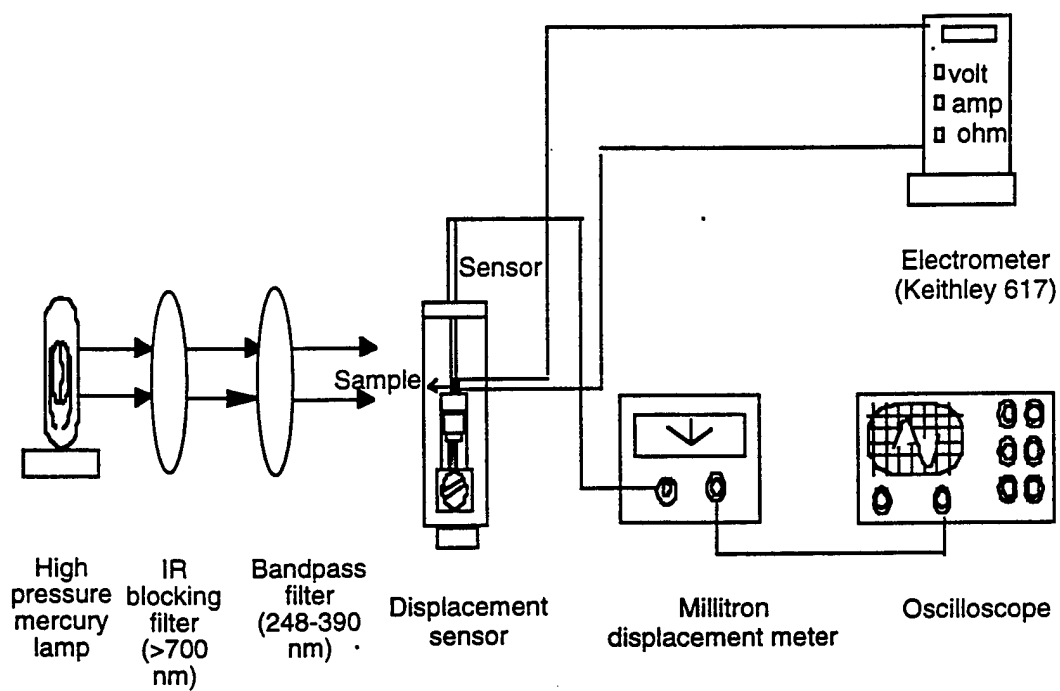 volt
amp
ohm
Electrometer
(Keithley 617)
Sensor
Sample
High
pressure
mercury
lamp
IR
blocking
filter
(>700
nm)
Bandpass
filter
(248-390
nm)
Displacement
sensor
Millitron
displacement meter
Oscilloscope